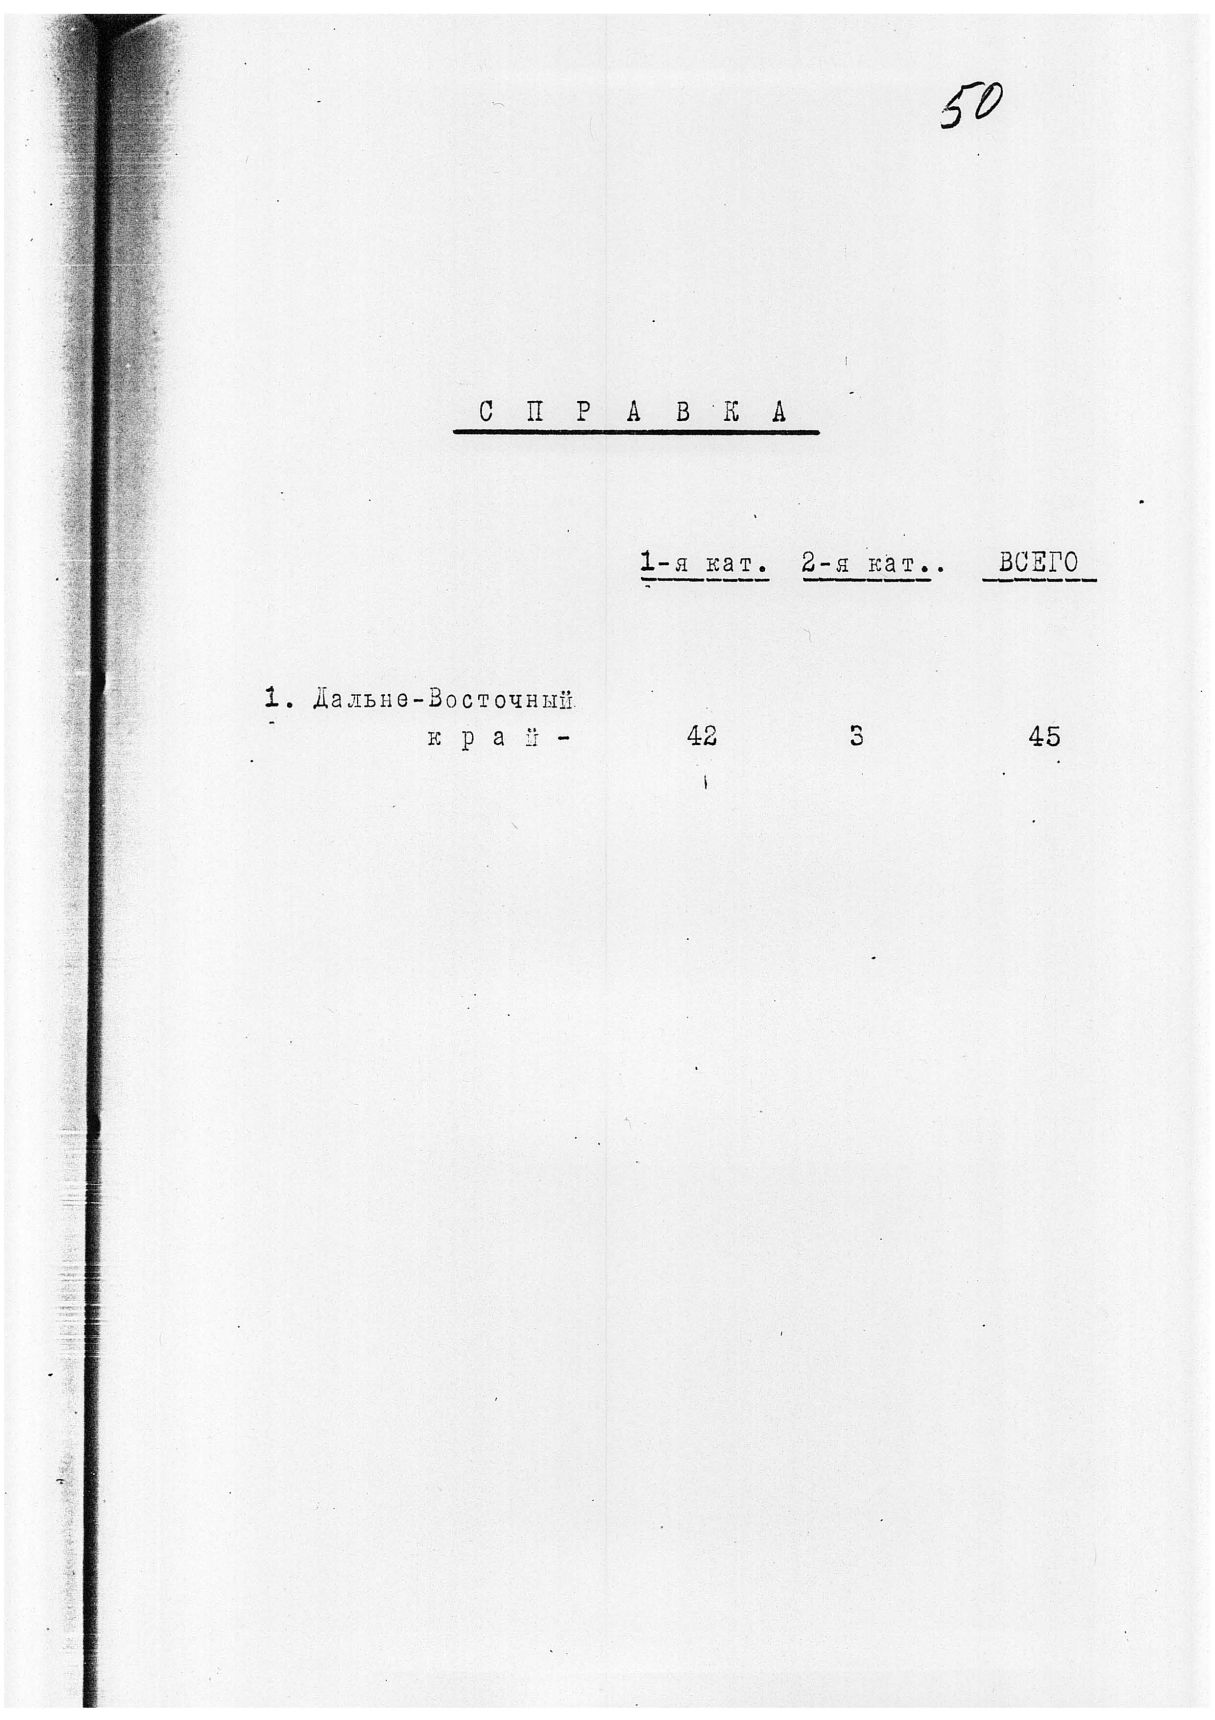 50
С П Р А В К А
1-я кат. 2-я кат.. ВСЕГО
1. Дальне-Восточный
к р а й - 42 3 45